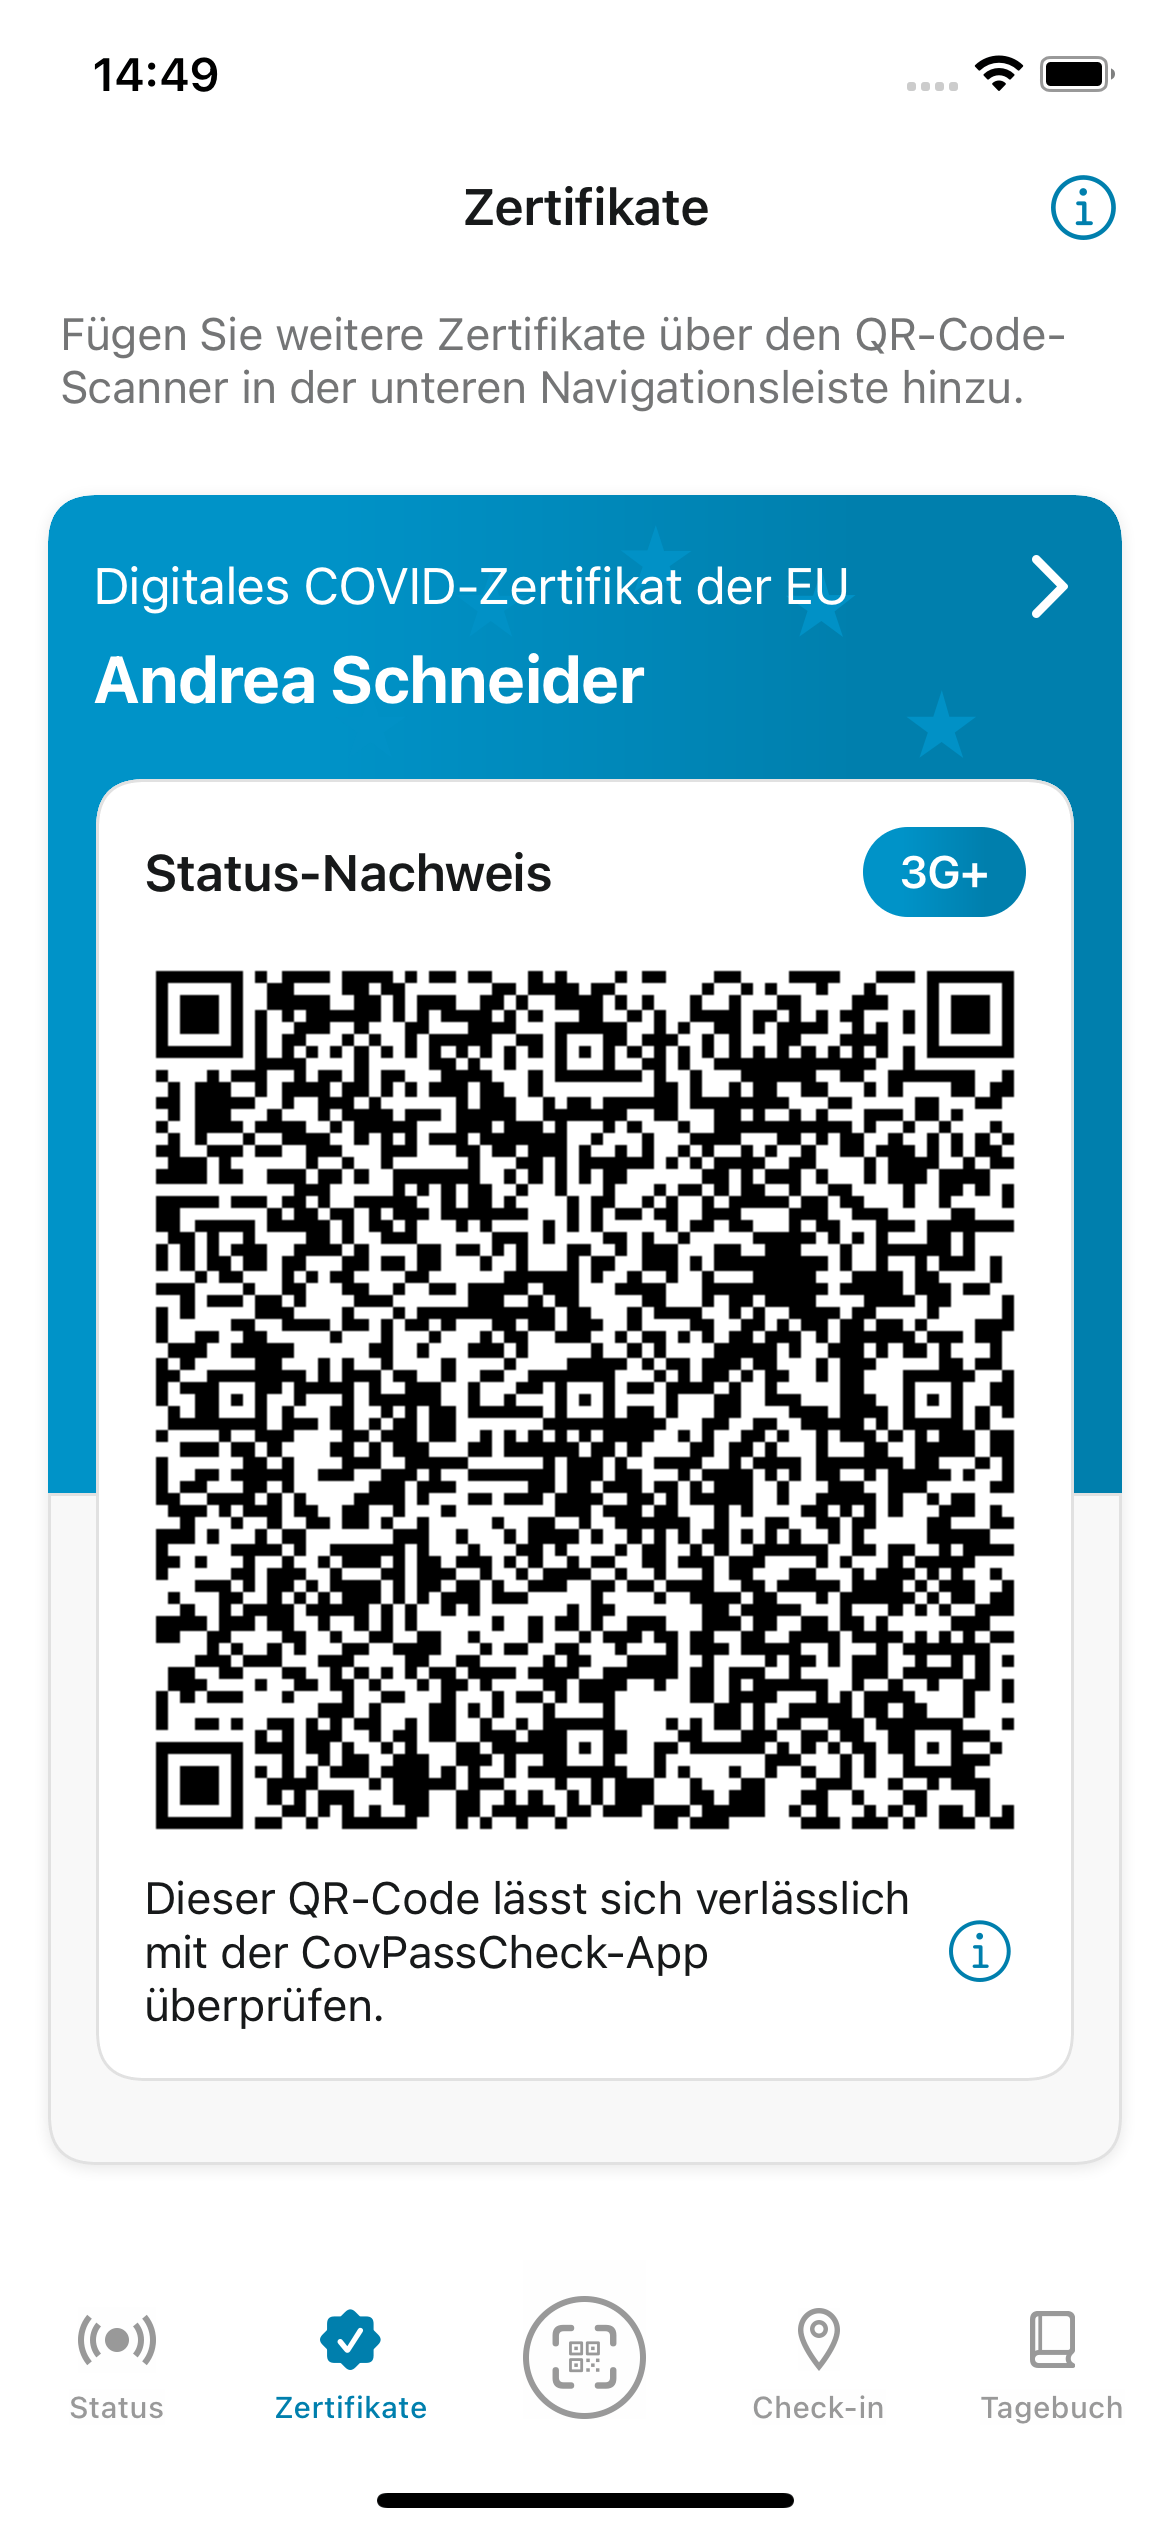 14:49
Zertifikate
Fügen Sie weitere Zertifikate über den QR-Code-
Scanner in der unteren Navigationsleiste hinzu.
Digitales COVID-Zertifikat der EU
Andrea Schneider
Status-Nachweis
3G+
Dieser QR-Code lässt sich verlässlich
mit der CovPassCheck-App
überprüfen.
Status
Zertifikate
Check-in
Tagebuch